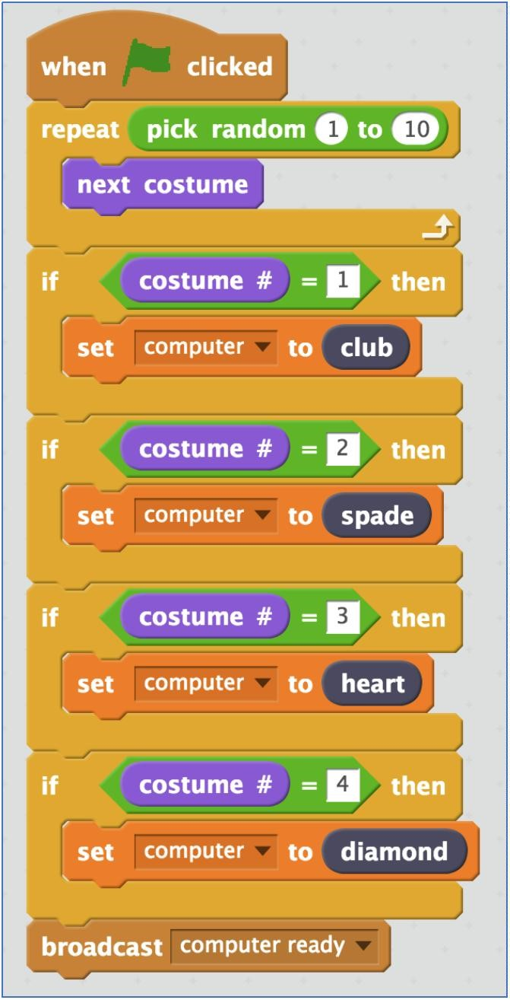 when clicked
repeat pick random 1 to 10
next costume
if costume # = 1 then
set computer to club
if costume # = 2 then
set computer to spade
if costume # = 3 then
set computer to heart
if costume # = 4 then
set computer to diamond
broadcast computer ready